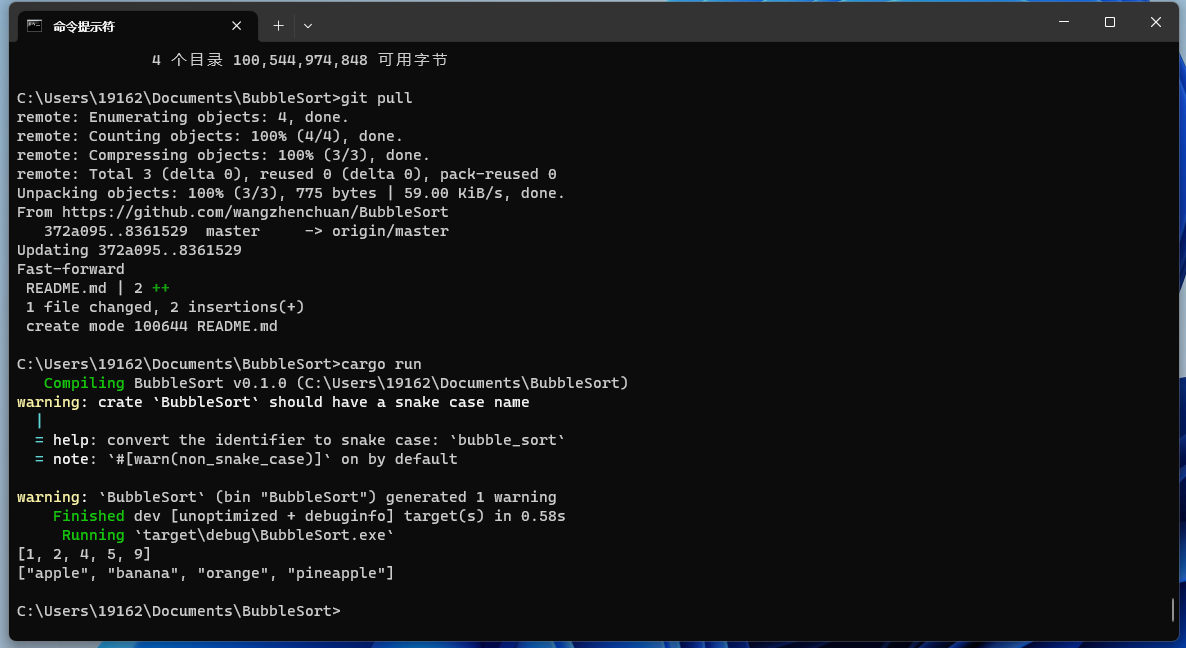 命令提示符
4 个目录 100,544,974,848 可用字节
C:\Users\19162\Documents\BubbleSort>git pull
remote: Enumerating objects: 4, done.
remote: Counting objects: 100% (4/4), done.
remote: Compressing objects: 100% (3/3), done.
remote: Total 3 (delta 0), reused 0 (delta 0), pack-reused 0
Unpacking objects: 100% (3/3), 775 bytes | 59.00 KiB/s, done.
From https://github.com/wangzhenchuan/BubbleSort
   372a095..8361529  master     -> origin/master
Updating 372a095..8361529
Fast-forward
 README.md | 2 ++
 1 file changed, 2 insertions(+)
 create mode 100644 README.md
C:\Users\19162\Documents\BubbleSort>cargo run
   Compiling BubbleSort v0.1.0 (C:\Users\19162\Documents\BubbleSort)
warning: crate `BubbleSort` should have a snake case name
  |
  = help: convert the identifier to snake case: `bubble_sort`
  = note: `#[warn(non_snake_case)]` on by default
warning: `BubbleSort` (bin "BubbleSort") generated 1 warning
    Finished dev [unoptimized + debuginfo] target(s) in 0.58s
     Running `target\debug\BubbleSort.exe`
[1, 2, 4, 5, 9]
["apple", "banana", "orange", "pineapple"]
C:\Users\19162\Documents\BubbleSort>